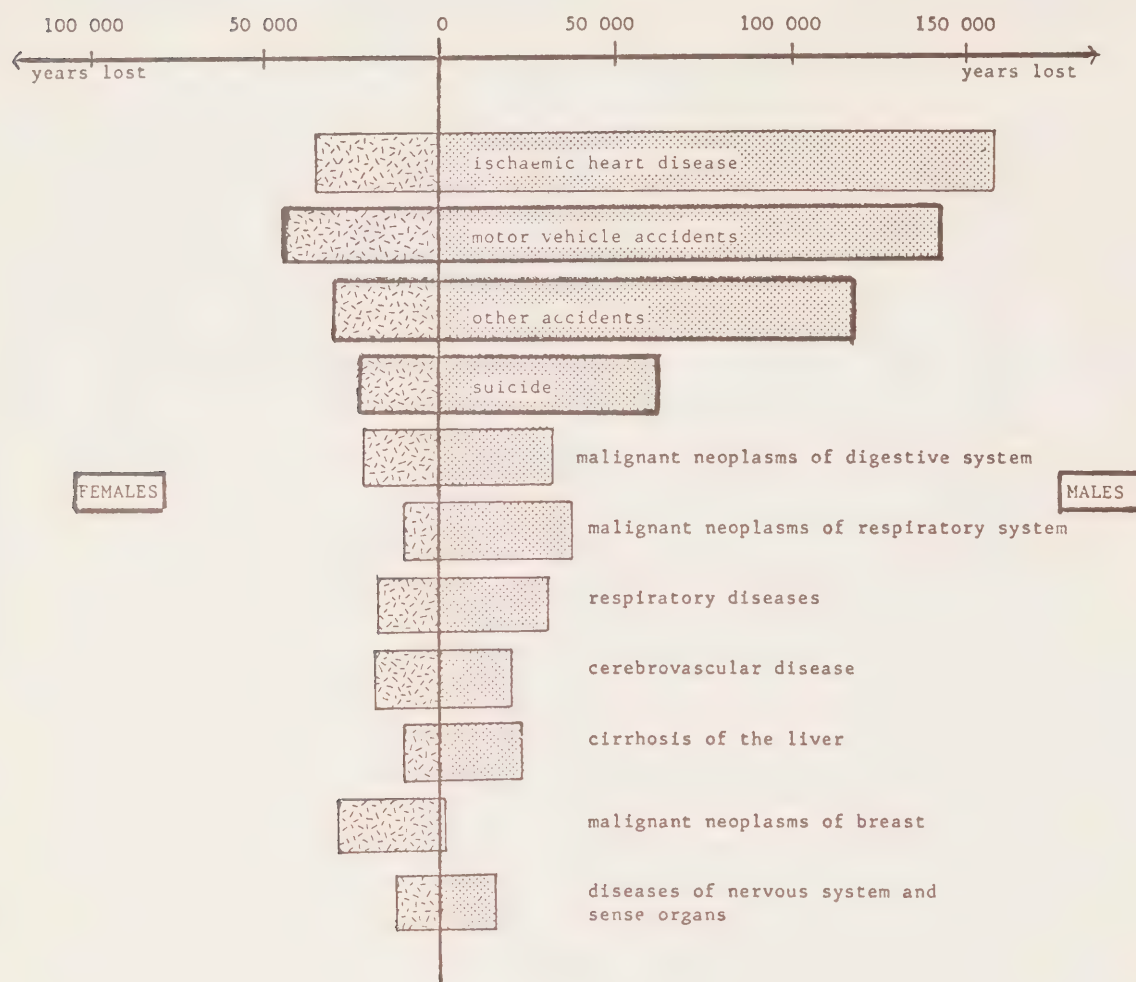 100 000 50 000 0 50 000 100 000 150 000
years lost years lost
ischaemic heart disease
motor vehicle accidents
other accidents
suicide
malignant neoplasms of digestive system
FEMALES MALES
malignant neoplasms of respiratory system
respiratory diseases
cerebrovascular disease
cirrhosis of the liver
malignant neoplasms of breast
diseases of nervous system and
sense organs